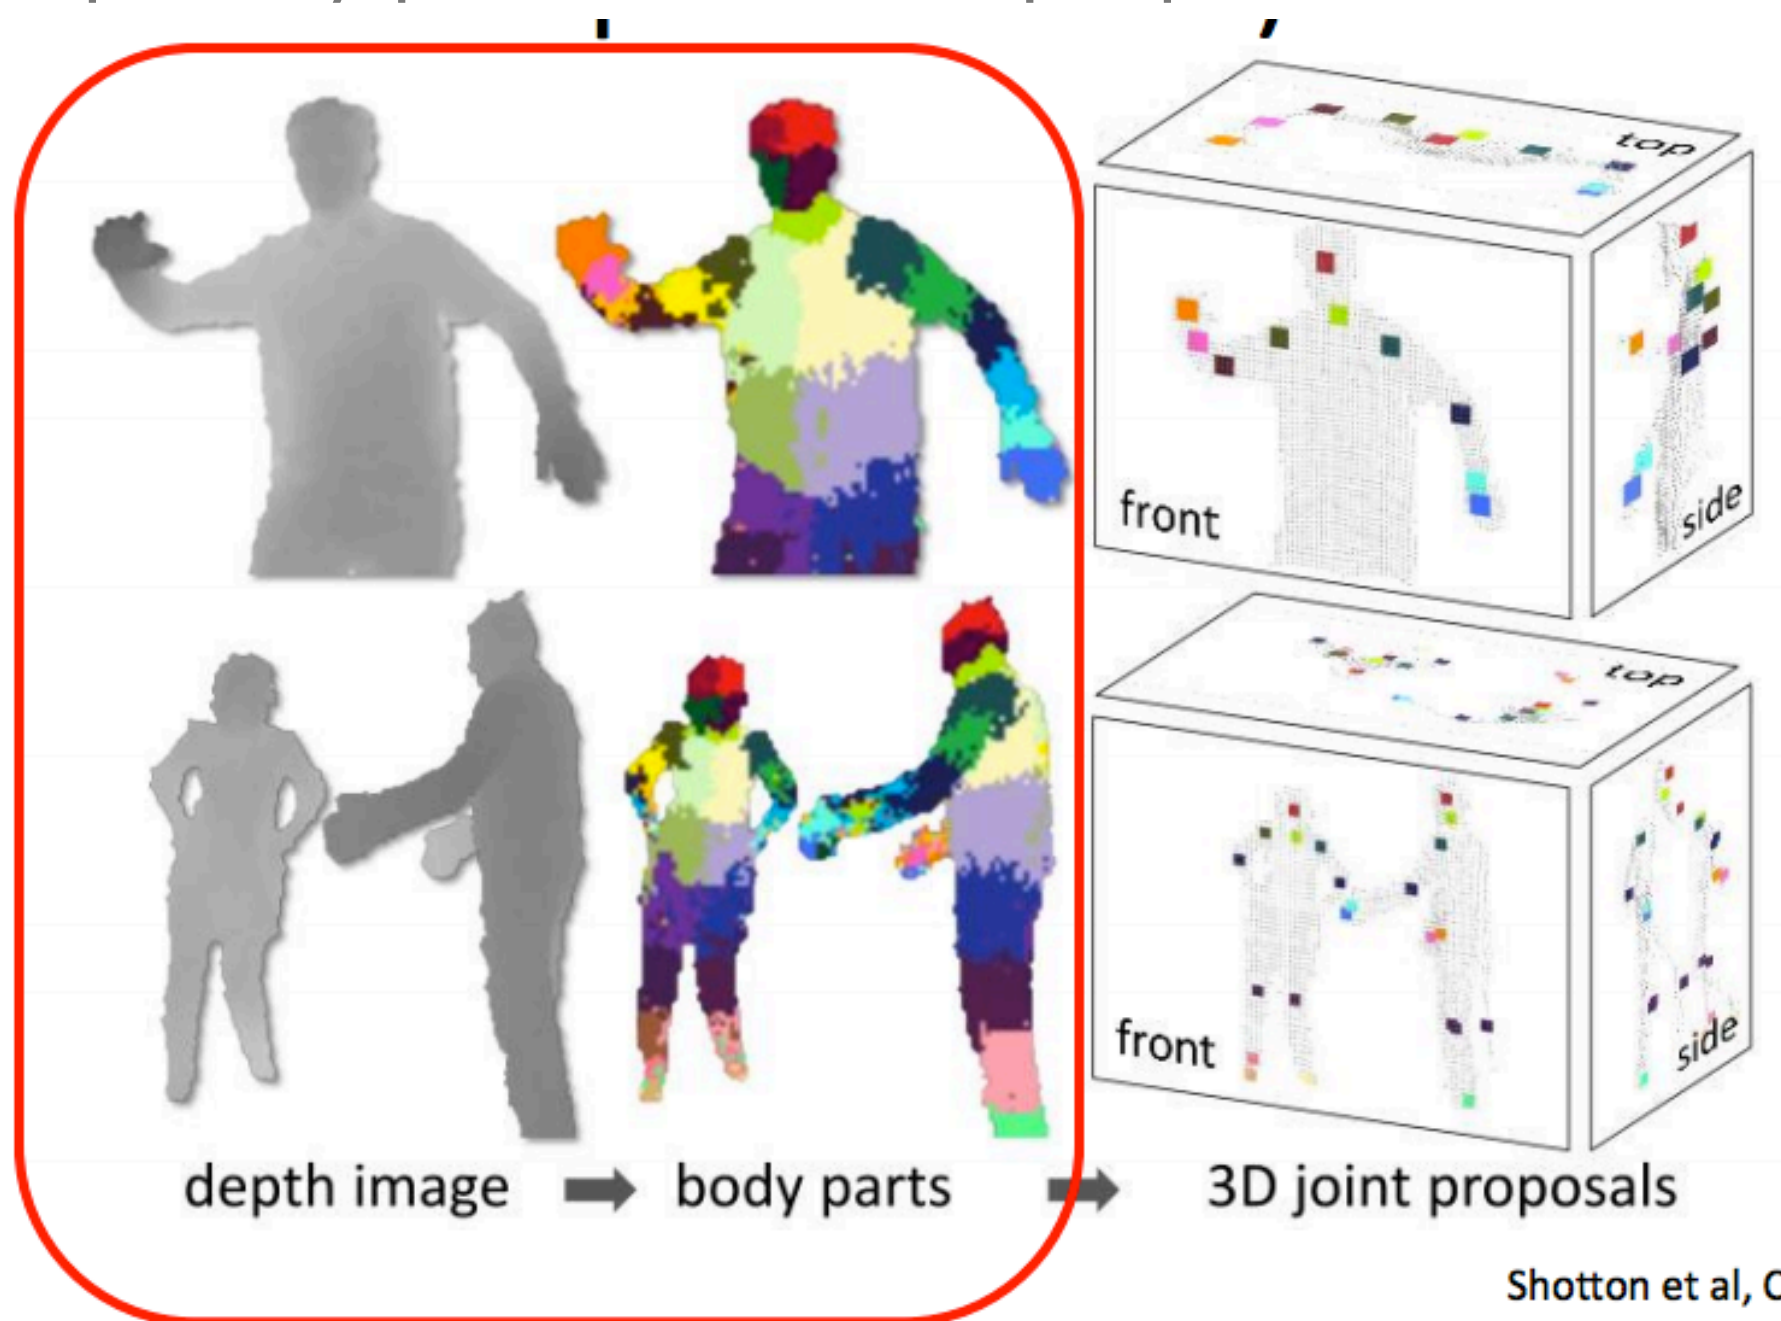 top
front
side
top
front
side
depth image
body parts
3D joint proposals
Shotton et al,